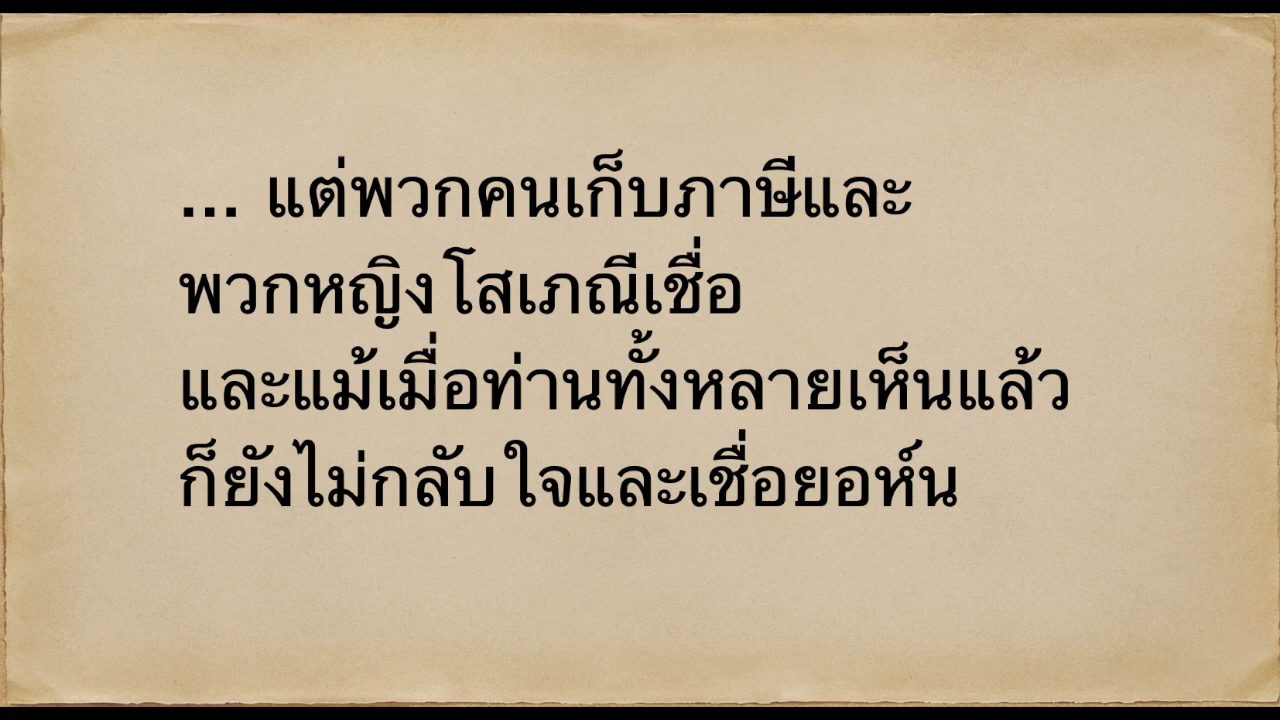 ... แต่พวกคนเก็บภาษีและ
พวกหญิงโสเภณีเชื่อ
และแม้เมื่อท่านทั้งหลายเห็นแล้ว
ก็ยังไม่กลับใจและเชื่อยอห์น